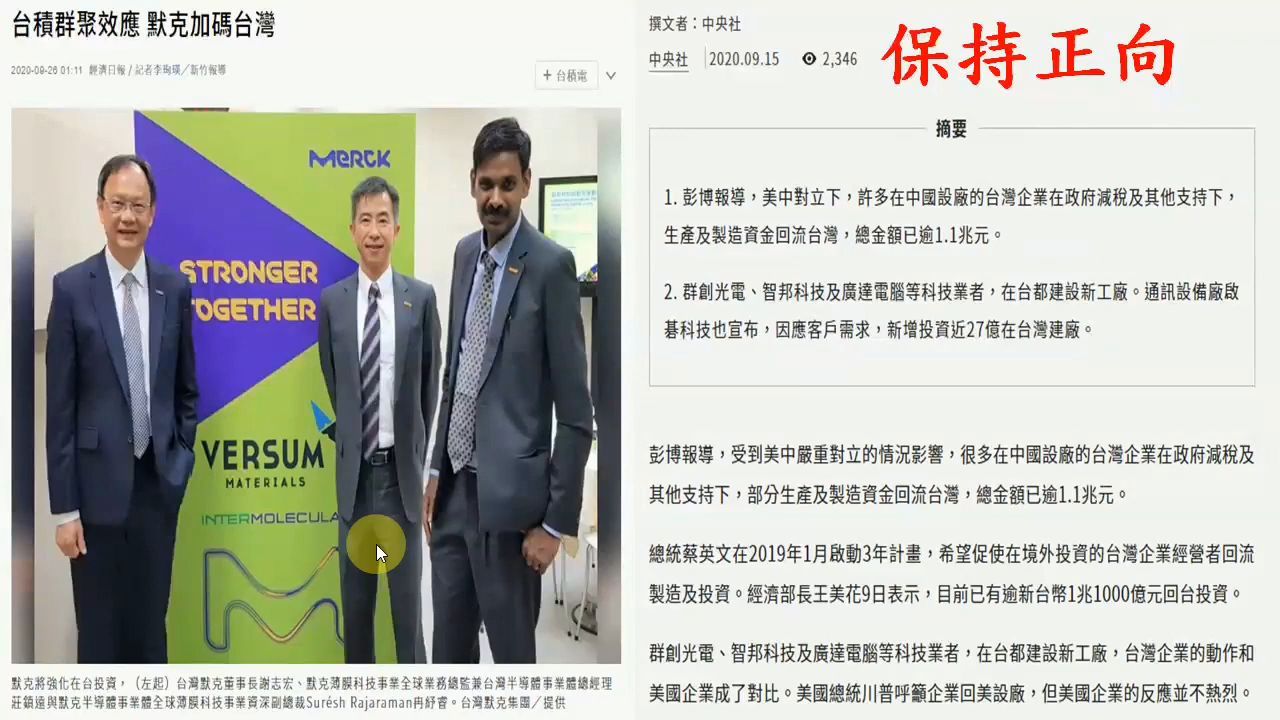 台積群聚效應 默克加碼台灣
2020-09-26 01:11 經濟日報 / 記者李珣瑛／新竹報導
+ 台積電
MERCK
STRONGER
TOGETHER
VERSUM
MATERIALS
INTERMOLECULA
默克將強化在台投資，（左起）台灣默克董事長謝志宏、默克薄膜科技事業全球業務總監兼台灣半導體事業體總經理
莊鎮遠與默克半導體事業體全球薄膜科技事業資深副總裁Suresh Rajaraman冉紓睿。台灣默克集團／提供
撰文者：中央社
中央社 2020.09.15 2,346
保持正向
摘要
1. 彭博報導，美中對立下，許多在中國設廠的台灣企業在政府減稅及其他支持下，
生產及製造資金回流台灣，總金額已逾1.1兆元。
2. 群創光電、智邦科技及廣達電腦等科技業者，在台都建設新工廠。通訊設備廠啟
碁科技也宣布，因應客戶需求，新增投資近27億在台灣建廠。
彭博報導，受到美中嚴重對立的情況影響，很多在中國設廠的台灣企業在政府減稅及
其他支持下，部分生產及製造資金回流台灣，總金額已逾1.1兆元。
總統蔡英文在2019年1月啟動3年計畫，希望促使在境外投資的台灣企業經營者回流
製造及投資。經濟部長王美花9日表示，目前已有逾新台幣1兆1000億元回台投資。
群創光電、智邦科技及廣達電腦等科技業者，在台都建設新工廠，台灣企業的動作和
美國企業成了對比。美國總統川普呼籲企業回美設廠，但美國企業的反應並不熱烈。